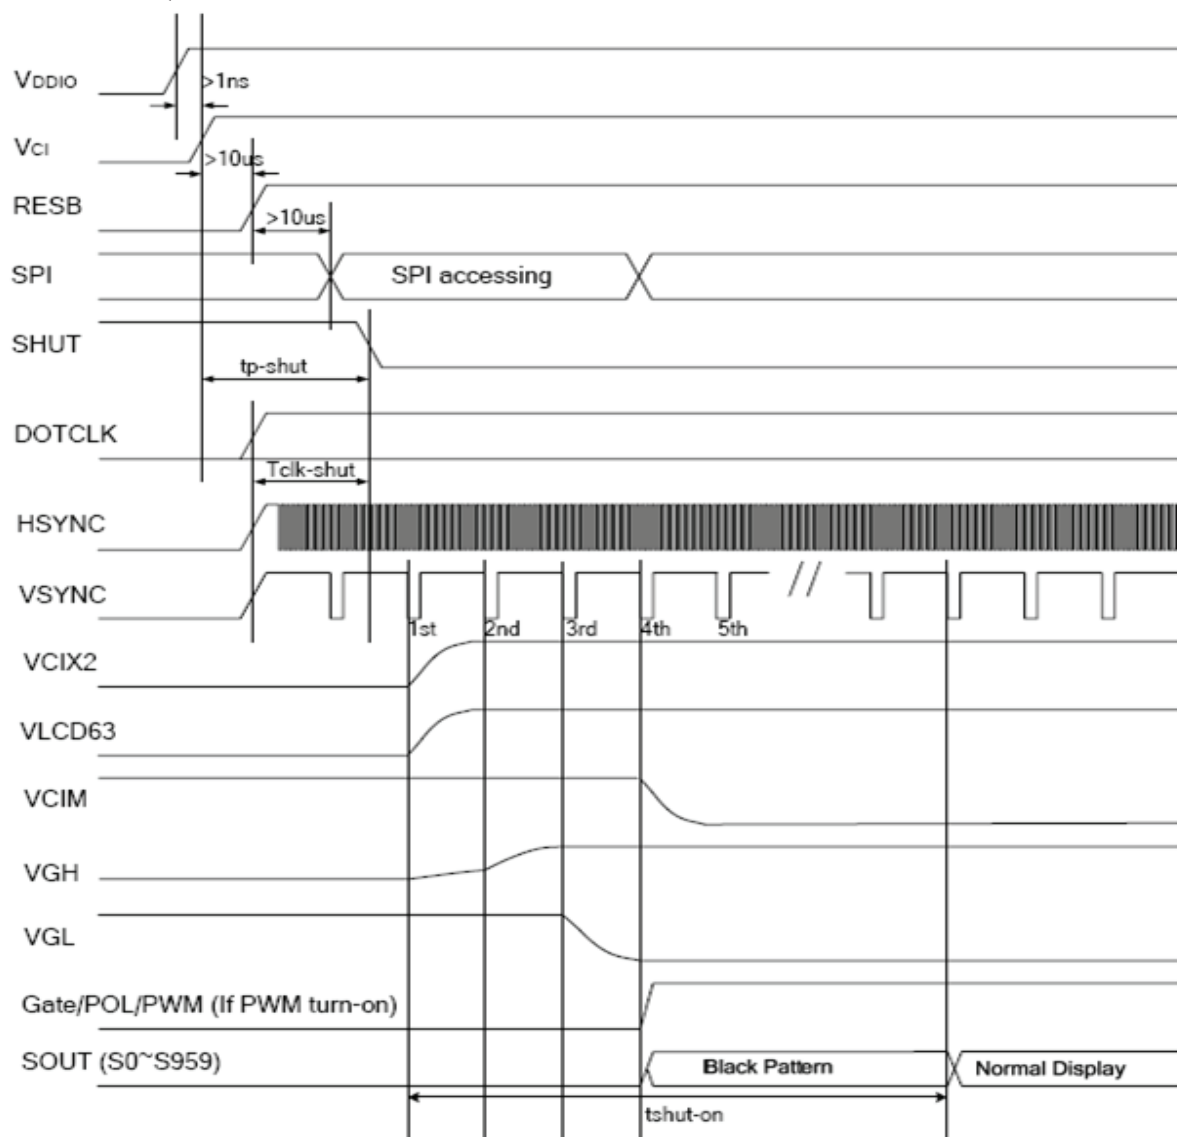 VDDIO
>1ns
VCI
>10us
RESB
>10us
SPI
SPI accessing
SHUT
tp-shut
DOTCLK
Tclk-shut
HSYNC
VSYNC
1st 2nd 3rd 4th 5th
VCIX2
VLCD63
VCIM
VGH
VGL
Gate/POL/PWM (If PWM turn-on)
SOUT (S0~S959) Black Pattern Normal Display
tshut-on